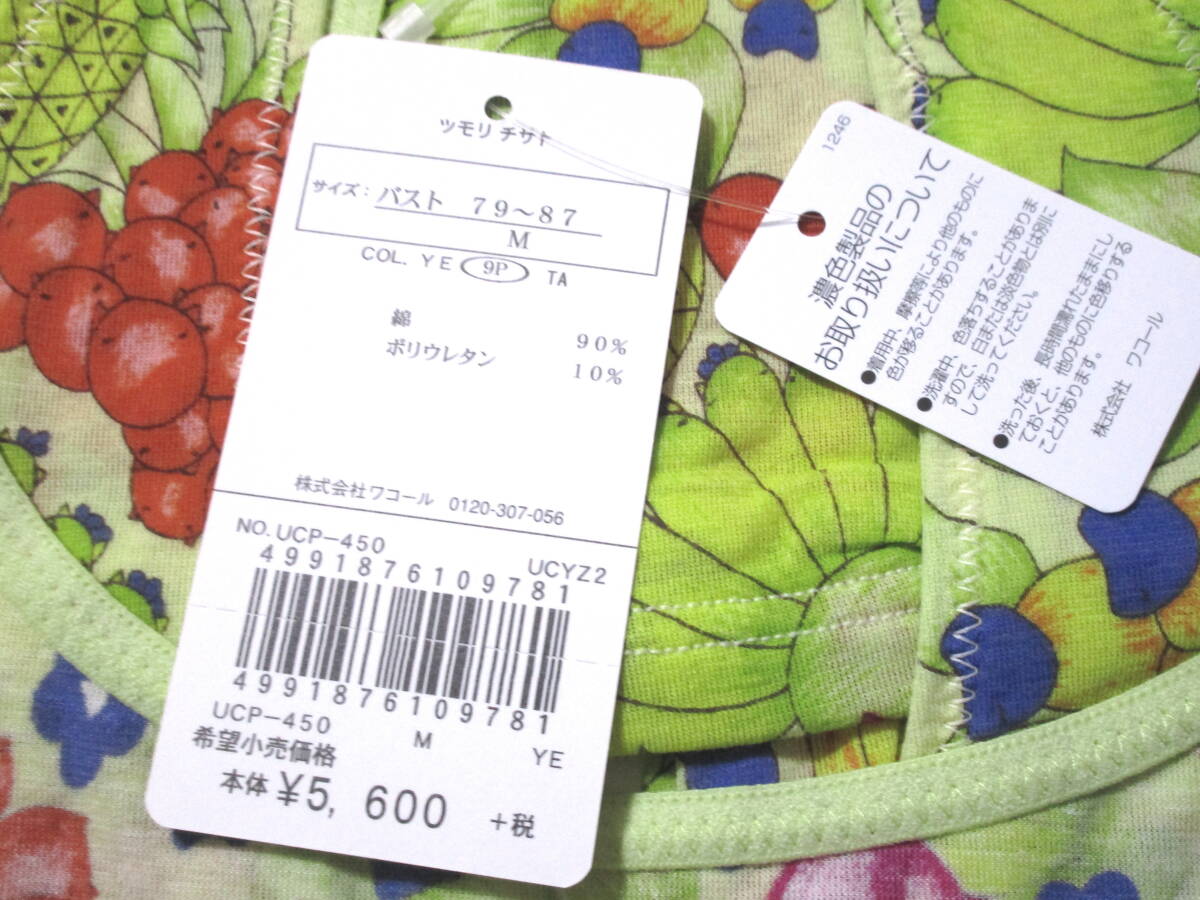 ツモリ チサト
サイズ: バスト 79～87
M
COL. YE 9P TA
綿 90%
ポリウレタン 10%
株式会社ワコール 0120-307-056
NO. UCP-450
UCYZ2
4991876109781
4991876109781
UCP-450 M YE
希望小売価格
本体 ¥5, 600 +税
1246
濃色製品の
お取り扱いについて
●着用中、摩擦等により他のものに
色が移ることがあります。
●洗濯中、色落ちすることがありま
すので、白または淡色物とは別に
して洗ってください。
●洗った後、長時間濡れたままにし
ておくと、他のものに色移りする
ことがあります。
株式会社 ワコール